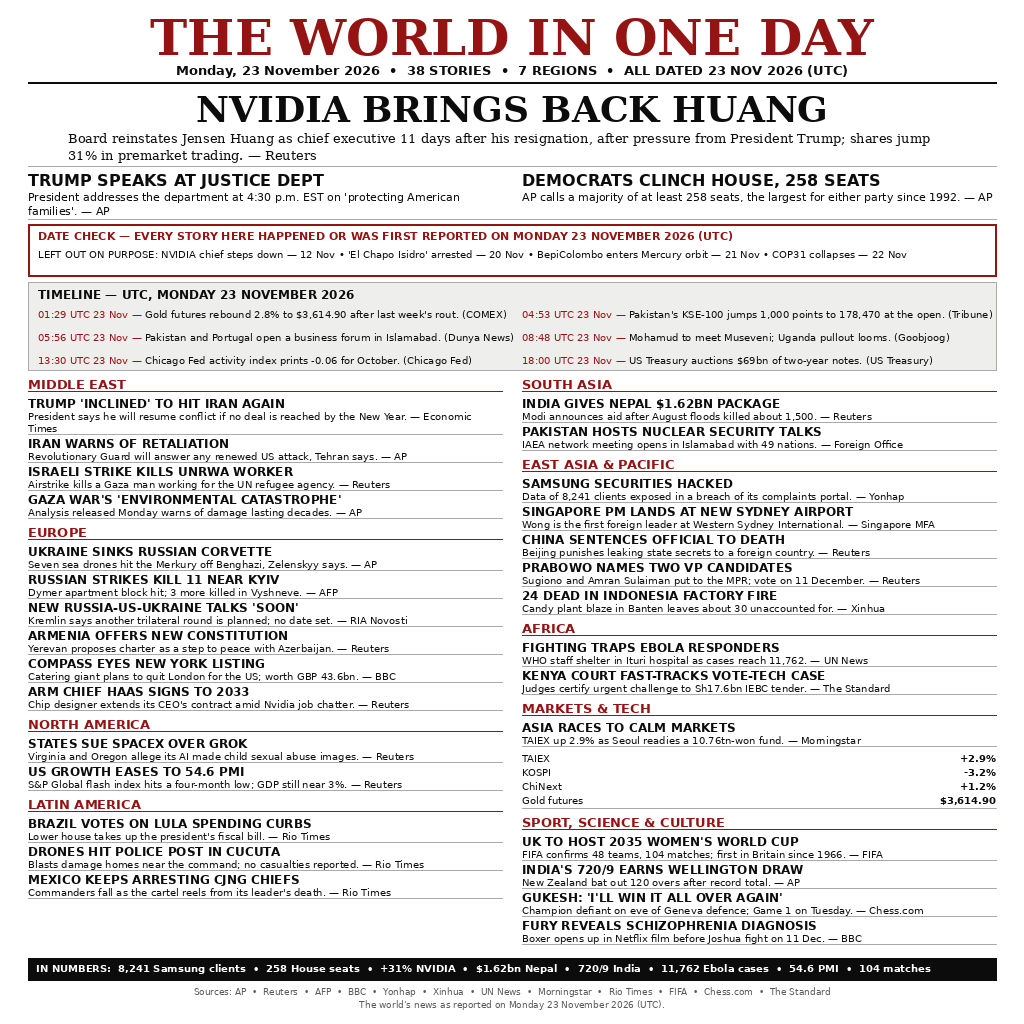 THE WORLD IN ONE DAY
Monday, 23 November 2026 • 38 STORIES • 7 REGIONS • ALL DATED 23 NOV 2026 (UTC)
NVIDIA BRINGS BACK HUANG
Board reinstates Jensen Huang as chief executive 11 days after his resignation, after pressure from President Trump; shares jump
31% in premarket trading. — Reuters
TRUMP SPEAKS AT JUSTICE DEPT
President addresses the department at 4:30 p.m. EST on 'protecting American
families'. — AP
DEMOCRATS CLINCH HOUSE, 258 SEATS
AP calls a majority of at least 258 seats, the largest for either party since 1992. — AP
DATE CHECK — EVERY STORY HERE HAPPENED OR WAS FIRST REPORTED ON MONDAY 23 NOVEMBER 2026 (UTC)
LEFT OUT ON PURPOSE: NVIDIA chief steps down — 12 Nov • 'El Chapo Isidro' arrested — 20 Nov • BepiColombo enters Mercury orbit — 21 Nov • COP31 collapses — 22 Nov
TIMELINE — UTC, MONDAY 23 NOVEMBER 2026
01:29 UTC 23 Nov — Gold futures rebound 2.8% to $3,614.90 after last week's rout. (COMEX)
04:53 UTC 23 Nov — Pakistan's KSE-100 jumps 1,000 points to 178,470 at the open. (Tribune)
05:56 UTC 23 Nov — Pakistan and Portugal open a business forum in Islamabad. (Dunya News)
08:48 UTC 23 Nov — Mohamud to meet Museveni; Uganda pullout looms. (Goobjoog)
13:30 UTC 23 Nov — Chicago Fed activity index prints -0.06 for October. (Chicago Fed)
18:00 UTC 23 Nov — US Treasury auctions $69bn of two-year notes. (US Treasury)
MIDDLE EAST
TRUMP 'INCLINED' TO HIT IRAN AGAIN
President says he will resume conflict if no deal is reached by the New Year. — Economic
Times
IRAN WARNS OF RETALIATION
Revolutionary Guard will answer any renewed US attack, Tehran says. — AP
ISRAELI STRIKE KILLS UNRWA WORKER
Airstrike kills a Gaza man working for the UN refugee agency. — Reuters
GAZA WAR'S 'ENVIRONMENTAL CATASTROPHE'
Analysis released Monday warns of damage lasting decades. — AP
EUROPE
UKRAINE SINKS RUSSIAN CORVETTE
Seven sea drones hit the Merkury off Benghazi, Zelenskyy says. — AP
RUSSIAN STRIKES KILL 11 NEAR KYIV
Dymer apartment block hit; 3 more killed in Vyshneve. — AFP
NEW RUSSIA-US-UKRAINE TALKS 'SOON'
Kremlin says another trilateral round is planned; no date set. — RIA Novosti
ARMENIA OFFERS NEW CONSTITUTION
Yerevan proposes charter as a step to peace with Azerbaijan. — Reuters
COMPASS EYES NEW YORK LISTING
Catering giant plans to quit London for the US; worth GBP 43.6bn. — BBC
ARM CHIEF HAAS SIGNS TO 2033
Chip designer extends its CEO's contract amid Nvidia job chatter. — Reuters
NORTH AMERICA
STATES SUE SPACEX OVER GROK
Virginia and Oregon allege its AI made child sexual abuse images. — Reuters
US GROWTH EASES TO 54.6 PMI
S&P Global flash index hits a four-month low; GDP still near 3%. — Reuters
LATIN AMERICA
BRAZIL VOTES ON LULA SPENDING CURBS
Lower house takes up the president's fiscal bill. — Rio Times
DRONES HIT POLICE POST IN CUCUTA
Blasts damage homes near the command; no casualties reported. — Rio Times
MEXICO KEEPS ARRESTING CJNG CHIEFS
Commanders fall as the cartel reels from its leader's death. — Rio Times
SOUTH ASIA
INDIA GIVES NEPAL $1.62BN PACKAGE
Modi announces aid after August floods killed about 1,500. — Reuters
PAKISTAN HOSTS NUCLEAR SECURITY TALKS
IAEA network meeting opens in Islamabad with 49 nations. — Foreign Office
EAST ASIA & PACIFIC
SAMSUNG SECURITIES HACKED
Data of 8,241 clients exposed in a breach of its complaints portal. — Yonhap
SINGAPORE PM LANDS AT NEW SYDNEY AIRPORT
Wong is the first foreign leader at Western Sydney International. — Singapore MFA
CHINA SENTENCES OFFICIAL TO DEATH
Beijing punishes leaking state secrets to a foreign country. — Reuters
PRABOWO NAMES TWO VP CANDIDATES
Sugiono and Amran Sulaiman put to the MPR; vote on 11 December. — Reuters
24 DEAD IN INDONESIA FACTORY FIRE
Candy plant blaze in Banten leaves about 30 unaccounted for. — Xinhua
AFRICA
FIGHTING TRAPS EBOLA RESPONDERS
WHO staff shelter in Ituri hospital as cases reach 11,762. — UN News
KENYA COURT FAST-TRACKS VOTE-TECH CASE
Judges certify urgent challenge to Sh17.6bn IEBC tender. — The Standard
MARKETS & TECH
ASIA RACES TO CALM MARKETS
TAIEX up 2.9% as Seoul readies a 10.76tn-won fund. — Morningstar
TAIEX +2.9%
KOSPI -3.2%
ChiNext +1.2%
Gold futures $3,614.90
SPORT, SCIENCE & CULTURE
UK TO HOST 2035 WOMEN'S WORLD CUP
FIFA confirms 48 teams, 104 matches; first in Britain since 1966. — FIFA
INDIA'S 720/9 EARNS WELLINGTON DRAW
New Zealand bat out 120 overs after record total. — AP
GUKESH: 'I'LL WIN IT ALL OVER AGAIN'
Champion defiant on eve of Geneva defence; Game 1 on Tuesday. — Chess.com
FURY REVEALS SCHIZOPHRENIA DIAGNOSIS
Boxer opens up in Netflix film before Joshua fight on 11 Dec. — BBC
IN NUMBERS: 8,241 Samsung clients • 258 House seats • +31% NVIDIA • $1.62bn Nepal • 720/9 India • 11,762 Ebola cases • 54.6 PMI • 104 matches
Sources: AP • Reuters • AFP • BBC • Yonhap • Xinhua • UN News • Morningstar • Rio Times • FIFA • Chess.com • The Standard
The world's news as reported on Monday 23 November 2026 (UTC).